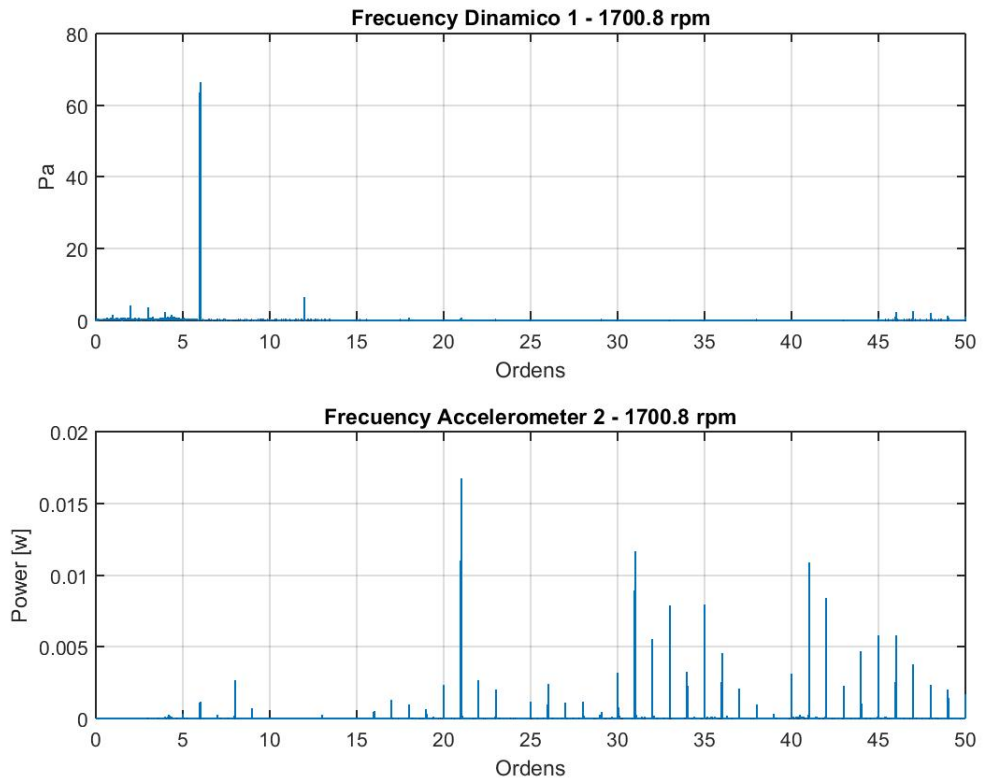 Frecuency Dinamico 1 - 1700.8 rpm
80
60
40
20
0
Pa
0 5 10 15 20 25 30 35 40 45 50
Ordens
Frecuency Accelerometer 2 - 1700.8 rpm
0.02
0.015
0.01
0.005
0
Power [w]
0 5 10 15 20 25 30 35 40 45 50
Ordens